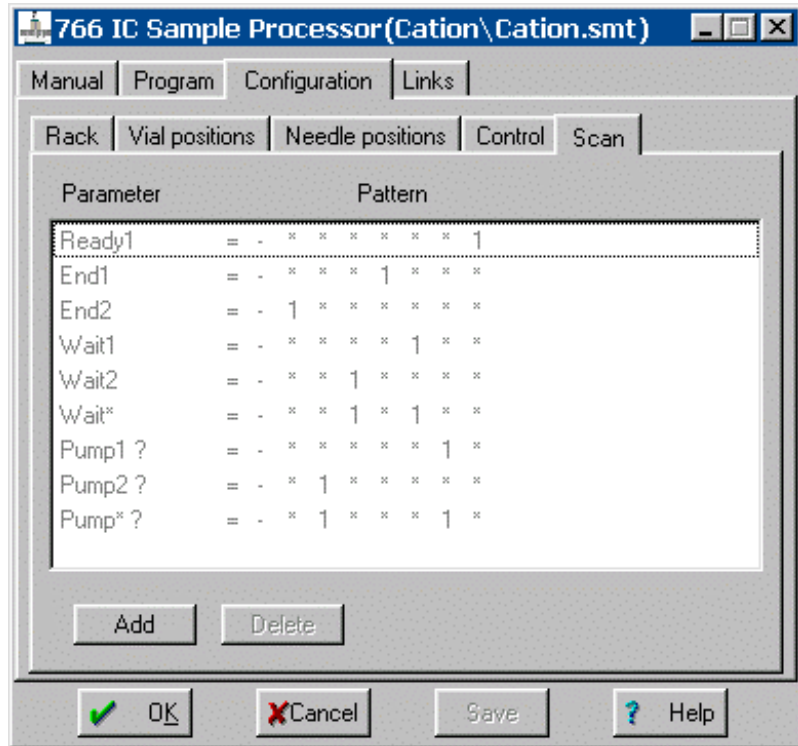 766 IC Sample Processor(Cation\Cation.smt)
Manual Program Configuration Links
Rack Vial positions Needle positions Control Scan
Parameter Pattern
Ready1 = - * * * * * * 1
End1 = - * * * 1 * * *
End2 = - 1 * * * * * *
Wait1 = - * * * * 1 * *
Wait2 = - * * 1 * * * *
Wait* = - * * 1 * 1 * *
Pump1 ? = - * * * * * 1 *
Pump2 ? = - * 1 * * * * *
Pump* ? = - * 1 * * * 1 *
Add Delete
OK Cancel Save ? Help